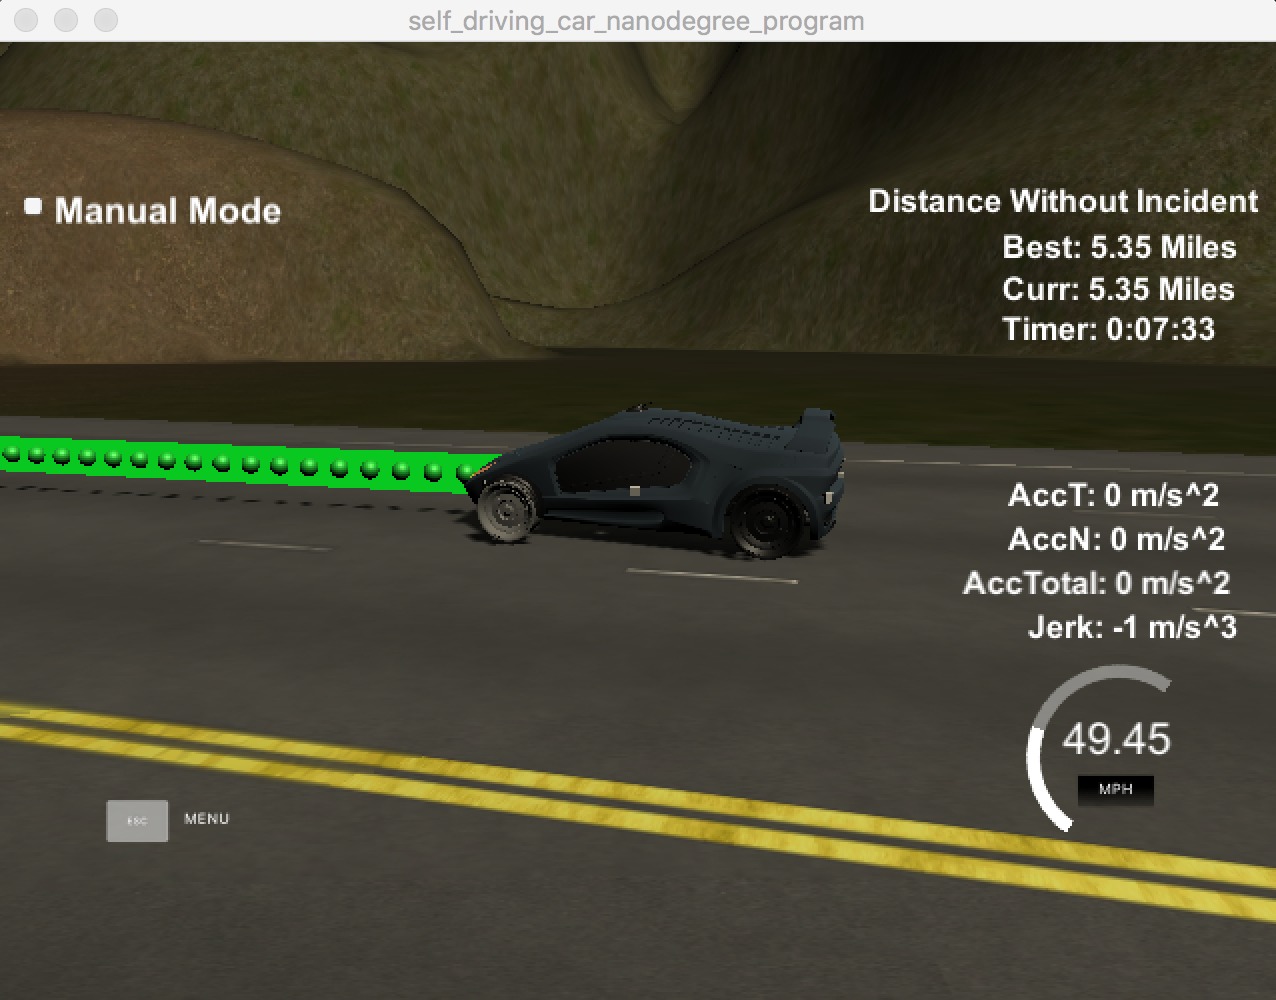 self_driving_car_nanodegree_program
Manual Mode
Distance Without Incident
Best: 5.35 Miles
Curr: 5.35 Miles
Timer: 0:07:33
AccT: 0 m/s^2
AccN: 0 m/s^2
AccTotal: 0 m/s^2
Jerk: -1 m/s^3
49.45
MPH
ESC MENU